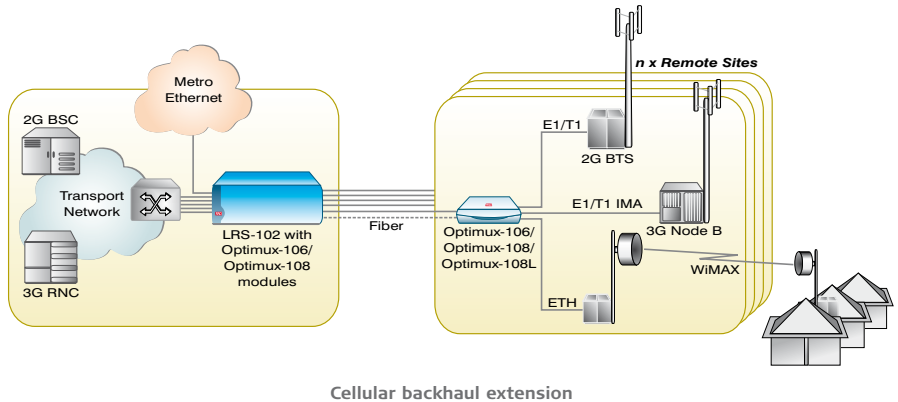 Metro
Ethernet
2G BSC
Transport
Network
3G RNC
LRS-102 with
Optimux-106/
Optimux-108
modules
Fiber
n x Remote Sites
E1/T1
2G BTS
E1/T1 IMA
3G Node B
Optimux-106/
Optimux-108/
Optimux-108L
ETH
WiMAX
Cellular backhaul extension